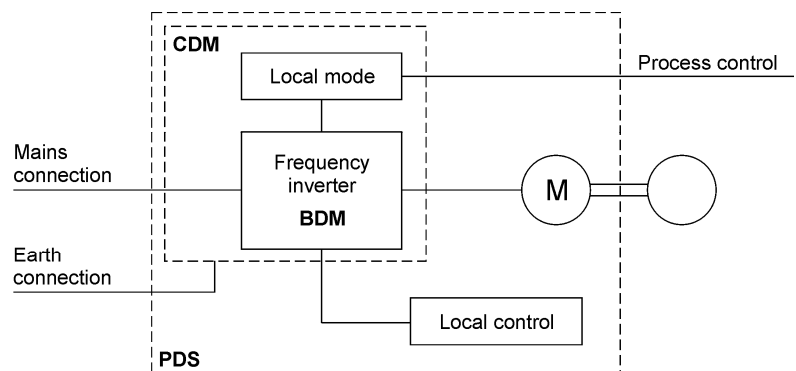 CDM
Local mode
Process control
Mains
connection
Frequency
inverter
BDM
M
Earth
connection
Local control
PDS